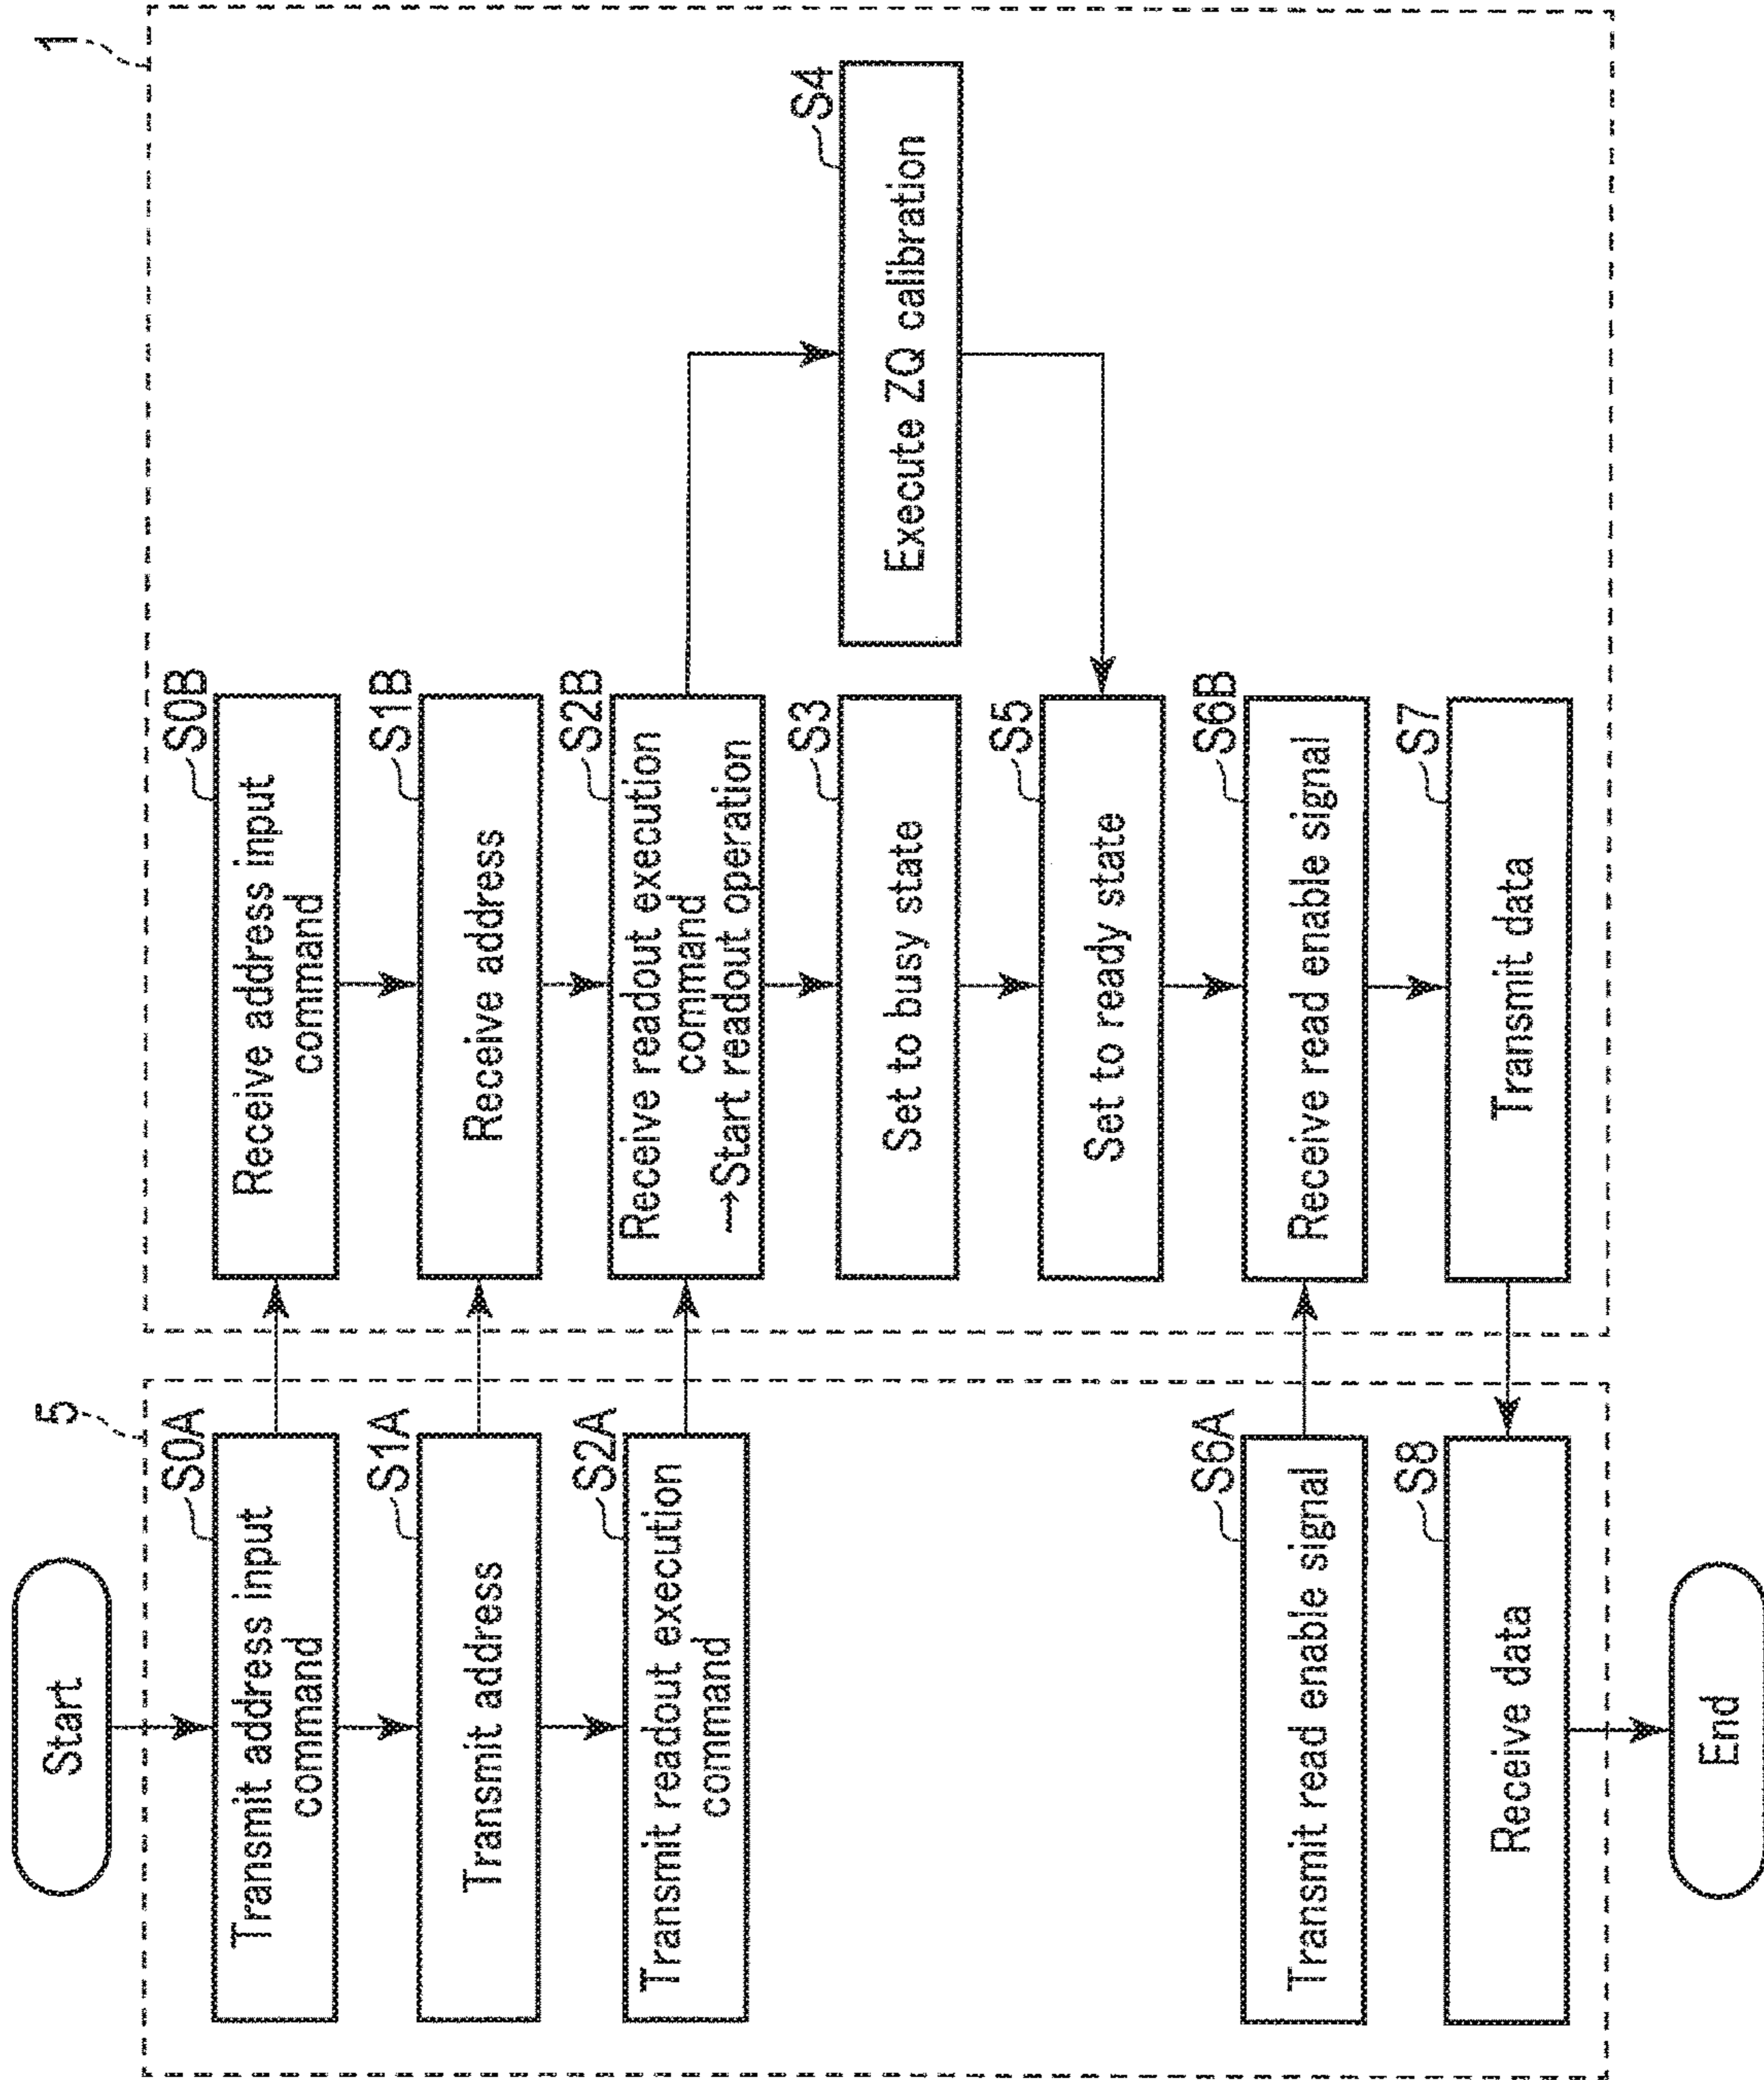 Start
5
1
S0A
Transmit address input
command
S0B
Receive address input
command
S1A
Transmit address
S1B
Receive address
S2A
Transmit readout execution
command
S2B
Receive readout execution
command
→Start readout operation
S3
Set to busy state
S4
Execute ZQ calibration
S5
Set to ready state
S6A
Transmit read enable signal
S6B
Receive read enable signal
S7
Transmit data
S8
Receive data
End